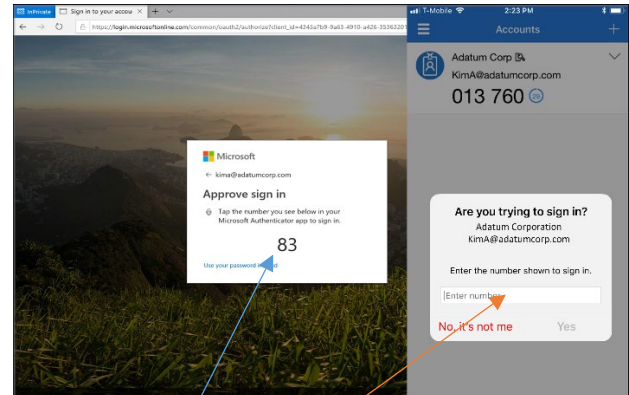 InPrivate
Sign in to your accou
https://login.microsoftonline.com/common/oauth2/authorize?client_id=4345a7b9-9a63-4910-a426-35363201
Microsoft
← kima@adatumcorp.com
Approve sign in
Tap the number you see below in your
Microsoft Authenticator app to sign in.
83
Use your password
T-Mobile
2:23 PM
Accounts
Adatum Corp
KimA@adatumcorp.com
013 760
Are you trying to sign in?
Adatum Corporation
KimA@adatumcorp.com
Enter the number shown to sign in.
Enter number
No, it's not me
Yes